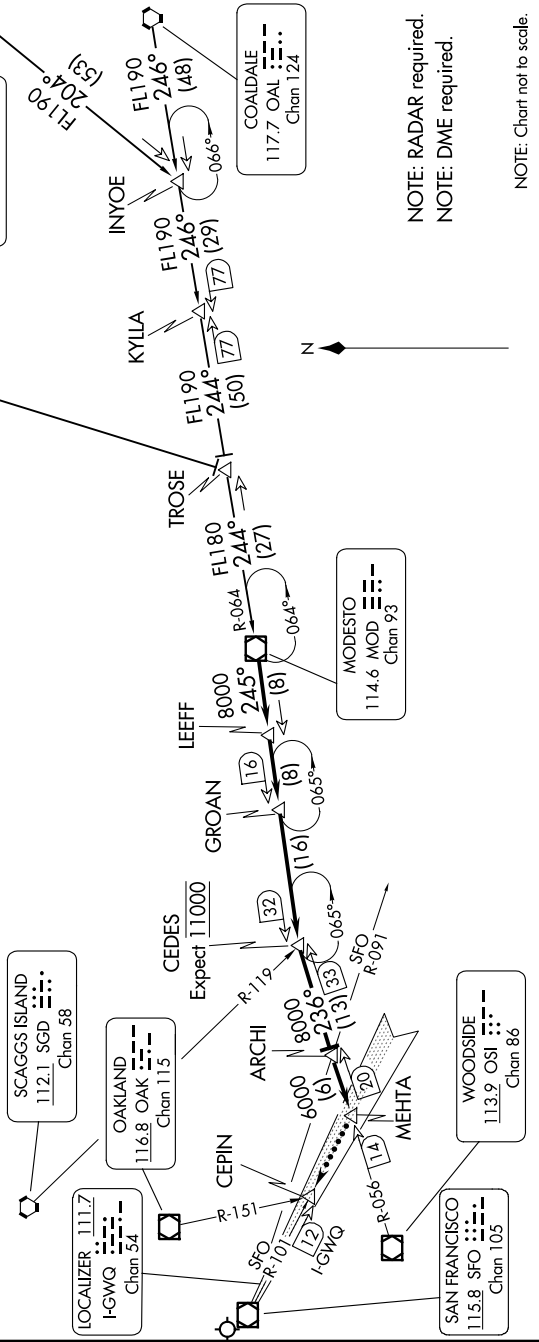 FL190
204°
(53)
FL190
246°
(48)
COALDALE
117.7 OAL
Chan 124
INYOE
066°
FL190
246°
(29)
77
KYLLA
77
FL190
244°
(50)
TROSE
FL180
244°
(27)
R-064
064°
MODESTO
114.6 MOD
Chan 93
8000
245°
(8)
LEEFF
16
(8)
065°
GROAN
(16)
CEDES
Expect 11000
32
065°
33
R-119
SFO
R-091
8000
236°
(13)
ARCHI
6000
(6)
20
MEHTA
14
R-056
CEPIN
R-151
12
I-GWQ
SFO
R-101
SCAGGS ISLAND
112.1 SGD
Chan 58
OAKLAND
116.8 OAK
Chan 115
LOCALIZER 111.7
I-GWQ
Chan 54
WOODSIDE
113.9 OSI
Chan 86
SAN FRANCISCO
115.8 SFO
Chan 105
N
NOTE: RADAR required.
NOTE: DME required.
NOTE: Chart not to scale.